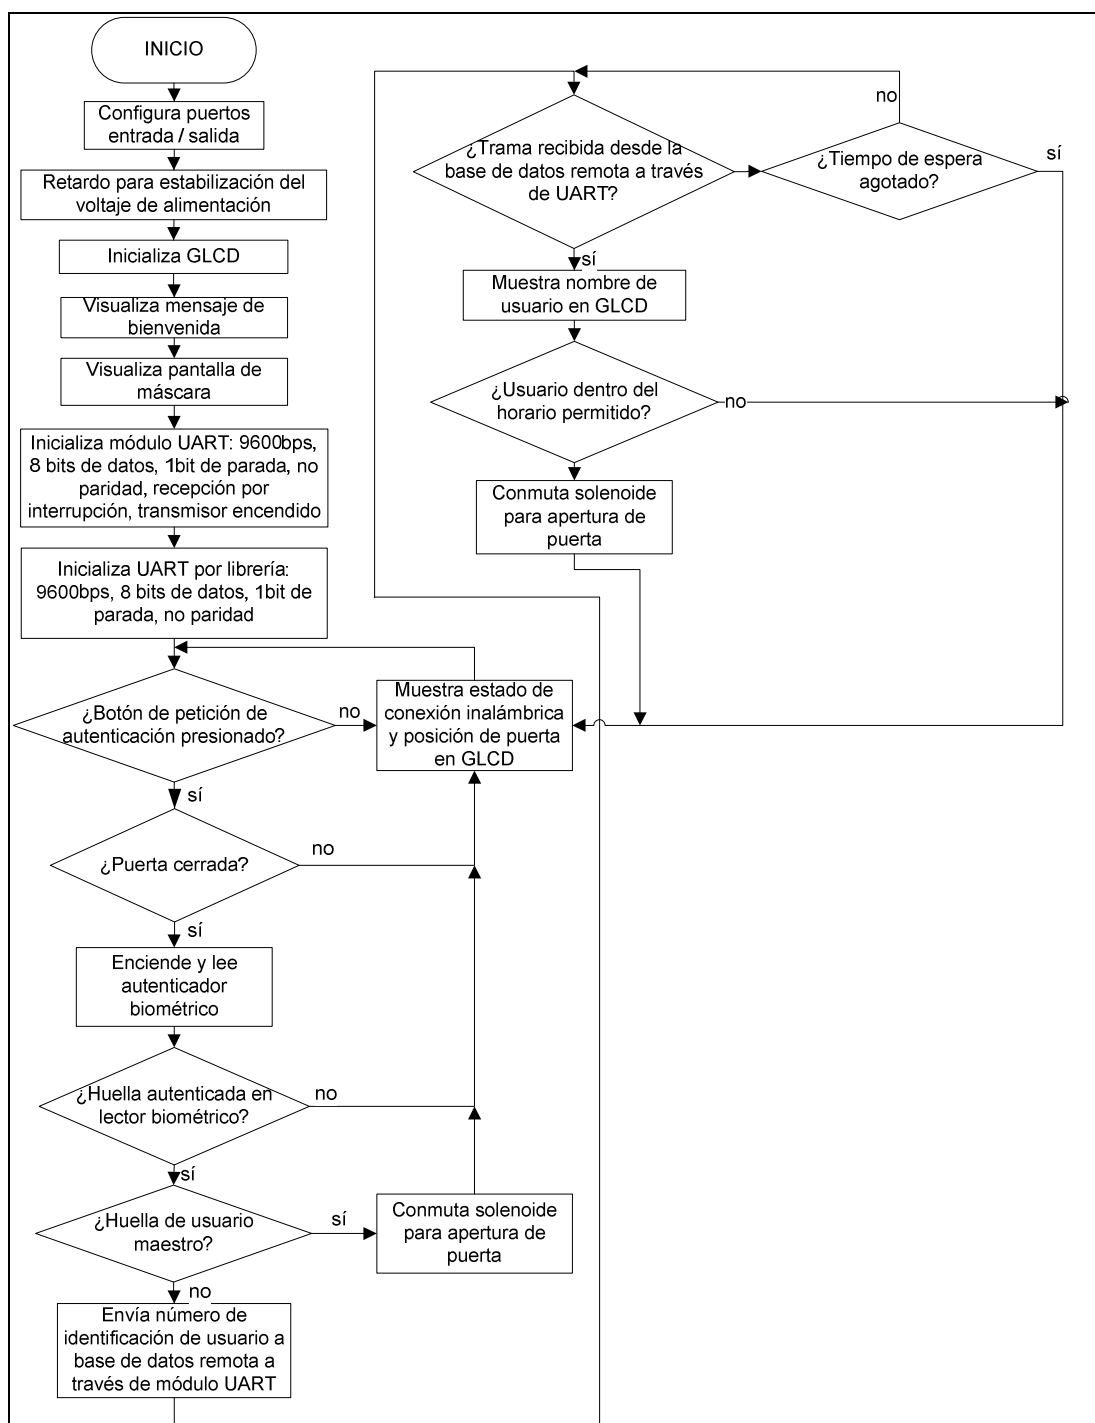 INICIO
Configura puertos
entrada / salida
Retardo para estabilización del
voltaje de alimentación
Inicializa GLCD
Visualiza mensaje de
bienvenida
Visualiza pantalla de
máscara
Inicializa módulo UART: 9600bps,
8 bits de datos, 1bit de parada, no
paridad, recepción por
interrupción, transmisor encendido
Inicializa UART por librería:
9600bps, 8 bits de datos, 1bit de
parada, no paridad
¿Botón de petición de
autenticación presionado?
no
Muestra estado de
conexión inalámbrica
y posición de puerta
en GLCD
sí
¿Puerta cerrada?
no
sí
Enciende y lee
autenticador
biométrico
¿Huella autenticada en
lector biométrico?
no
sí
¿Huella de usuario
maestro?
sí
Conmuta solenoide
para apertura de
puerta
no
Envía número de
identificación de usuario a
base de datos remota a
través de módulo UART
¿Trama recibida desde la
base de datos remota a través
de UART?
no
¿Tiempo de espera
agotado?
sí
sí
Muestra nombre de
usuario en GLCD
¿Usuario dentro del
horario permitido?
no
Conmuta solenoide
para apertura de
puerta